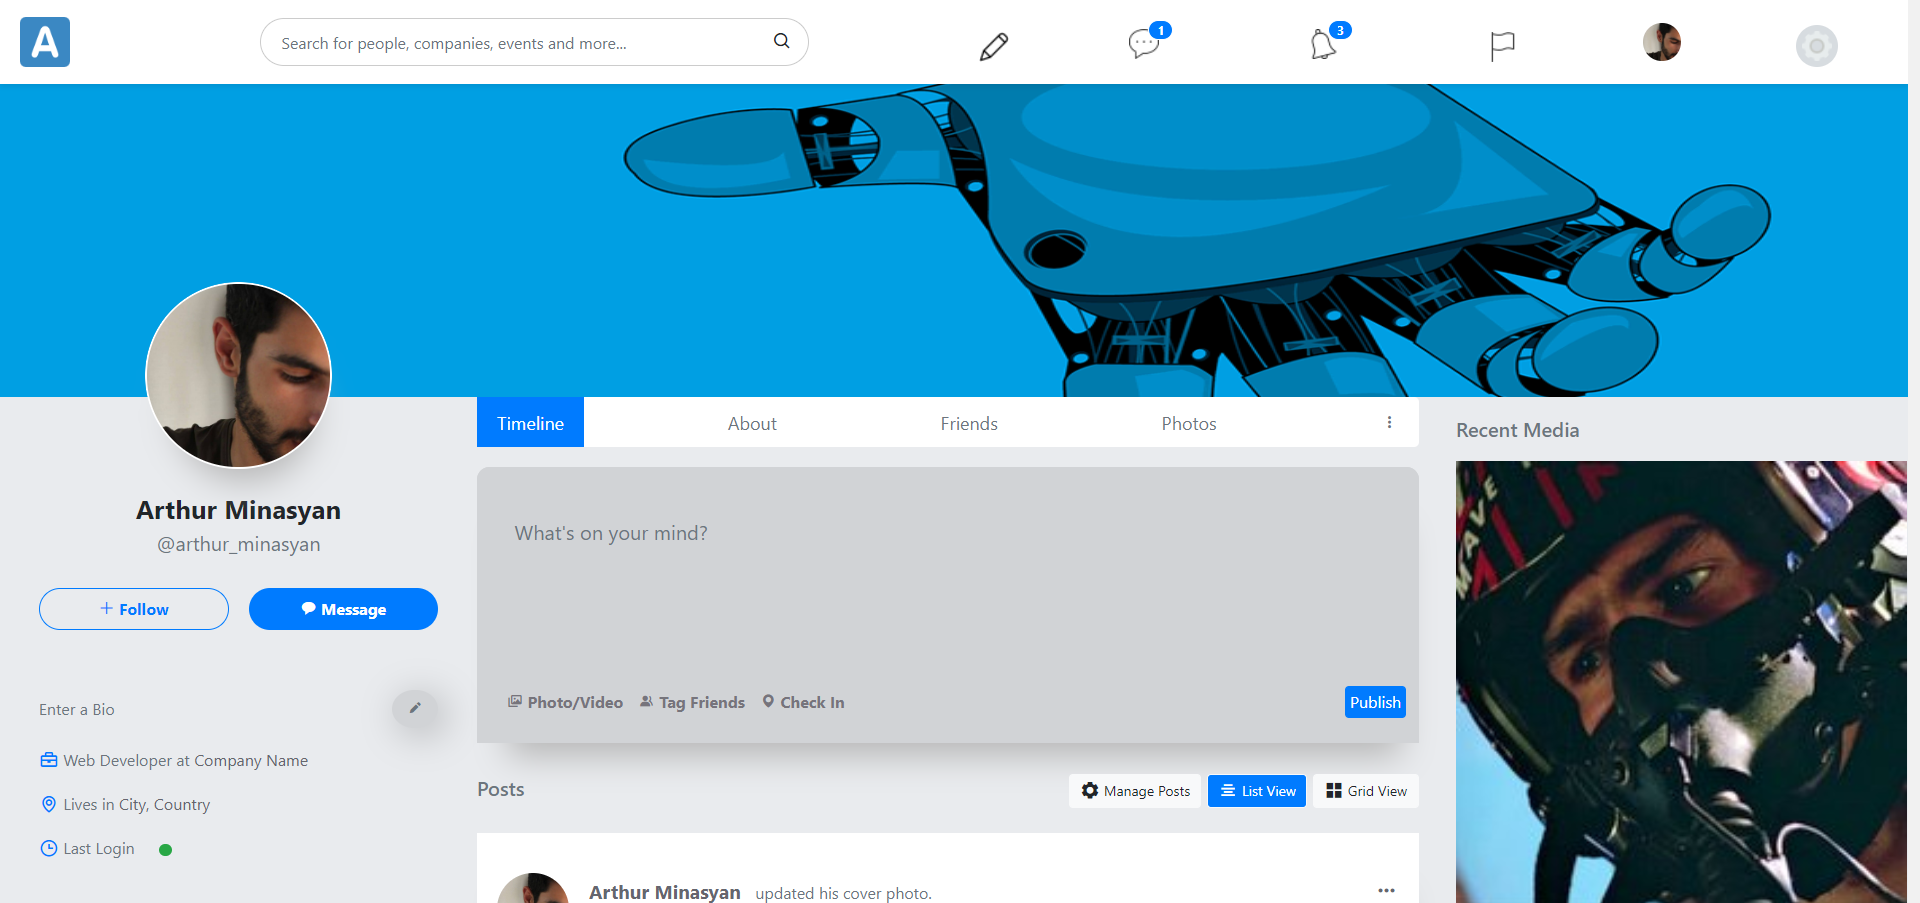 A
Search for people, companies, events and more...
1
3
Timeline
About
Friends
Photos
Recent Media
What's on your mind?
Arthur Minasyan
@arthur_minasyan
Follow
Message
Photo/Video
Tag Friends
Check In
Publish
Enter a Bio
Web Developer at Company Name
Lives in City, Country
Last Login
Posts
Manage Posts
List View
Grid View
Arthur Minasyan updated his cover photo.